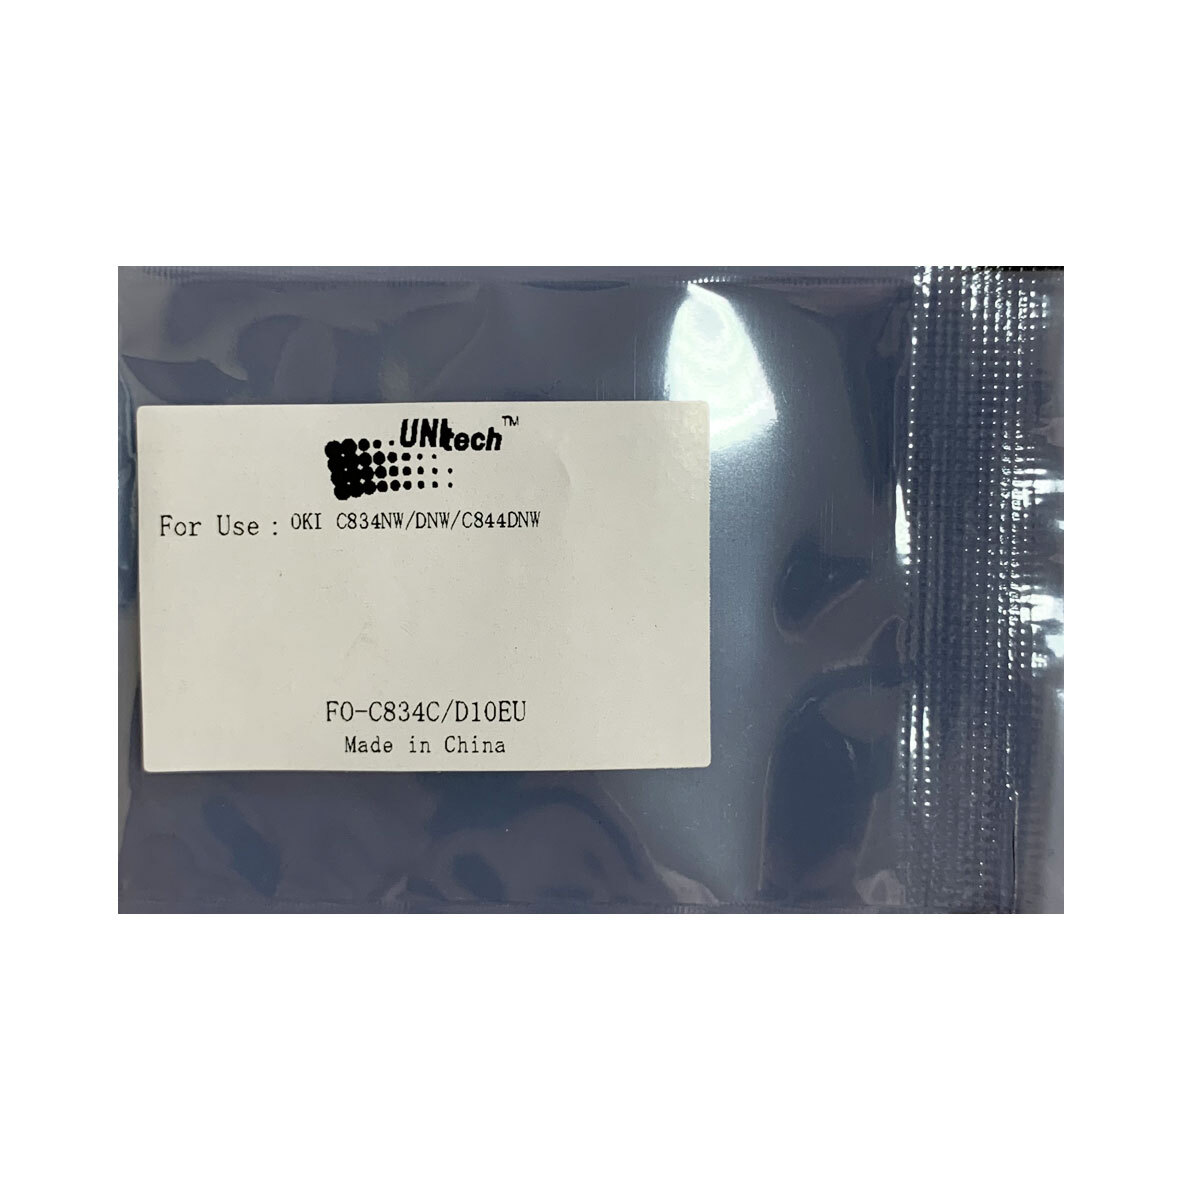 UNItech™
For Use : OKI C834NW/DNW/C844DNW
FO-C834C/D10EU
Made in China